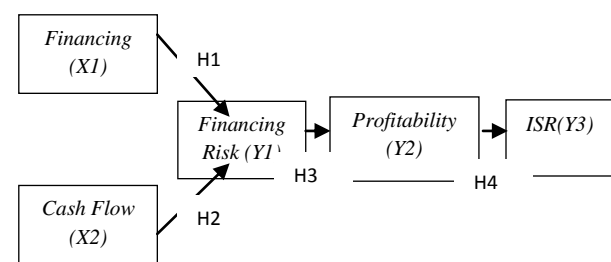 Financing
(X1)
H1
Financing
Risk (Y1)
H3
Profitability
(Y2)
H4
ISR(Y3)
Cash Flow
(X2)
H2